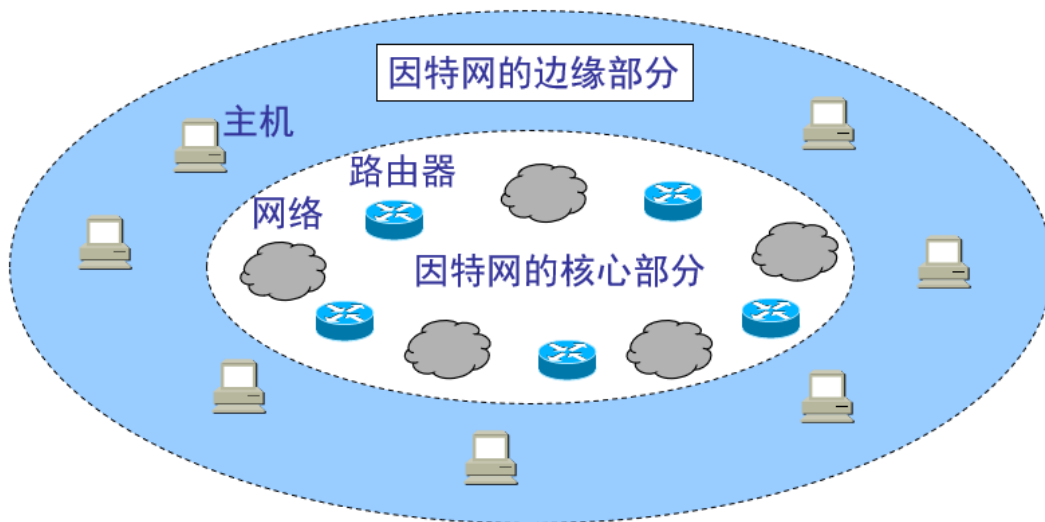 因特网的边缘部分
主机
路由器
网络
因特网的核心部分